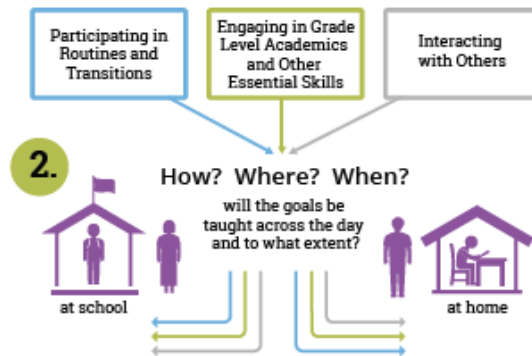 Participating in
Routines and
Transitions
Engaging in Grade
Level Academics
and Other
Essential Skills
Interacting
with Others
2.
How? Where? When?
will the goals be
taught across the day
and to what extent?
at school
at home